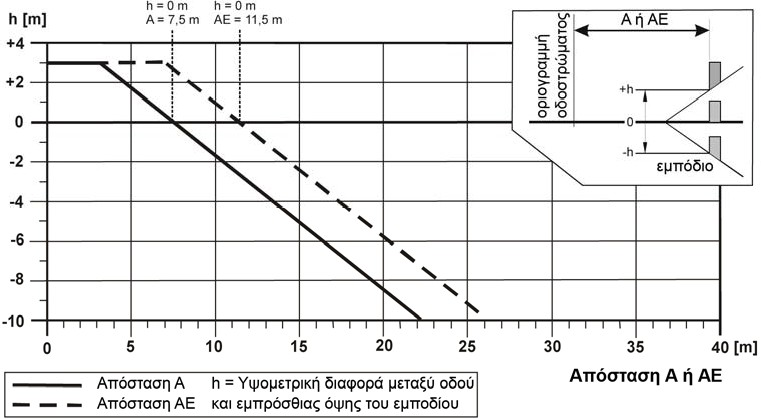 h [m]
h = 0 m
A = 7,5 m
h = 0 m
AE = 11,5 m
+4
+2
0
-2
-4
-6
-8
-10
0
5
10
15
20
25
30
35
40 [m]
Απόσταση Α ή ΑΕ
οριογραμμή
οδοστρώματος
Α ή ΑΕ
+h
0
-h
εμπόδιο
Απόσταση Α
Απόσταση ΑΕ
h = Υψομετρική διαφορά μεταξύ οδού
και εμπρόσθιας όψης του εμποδίου